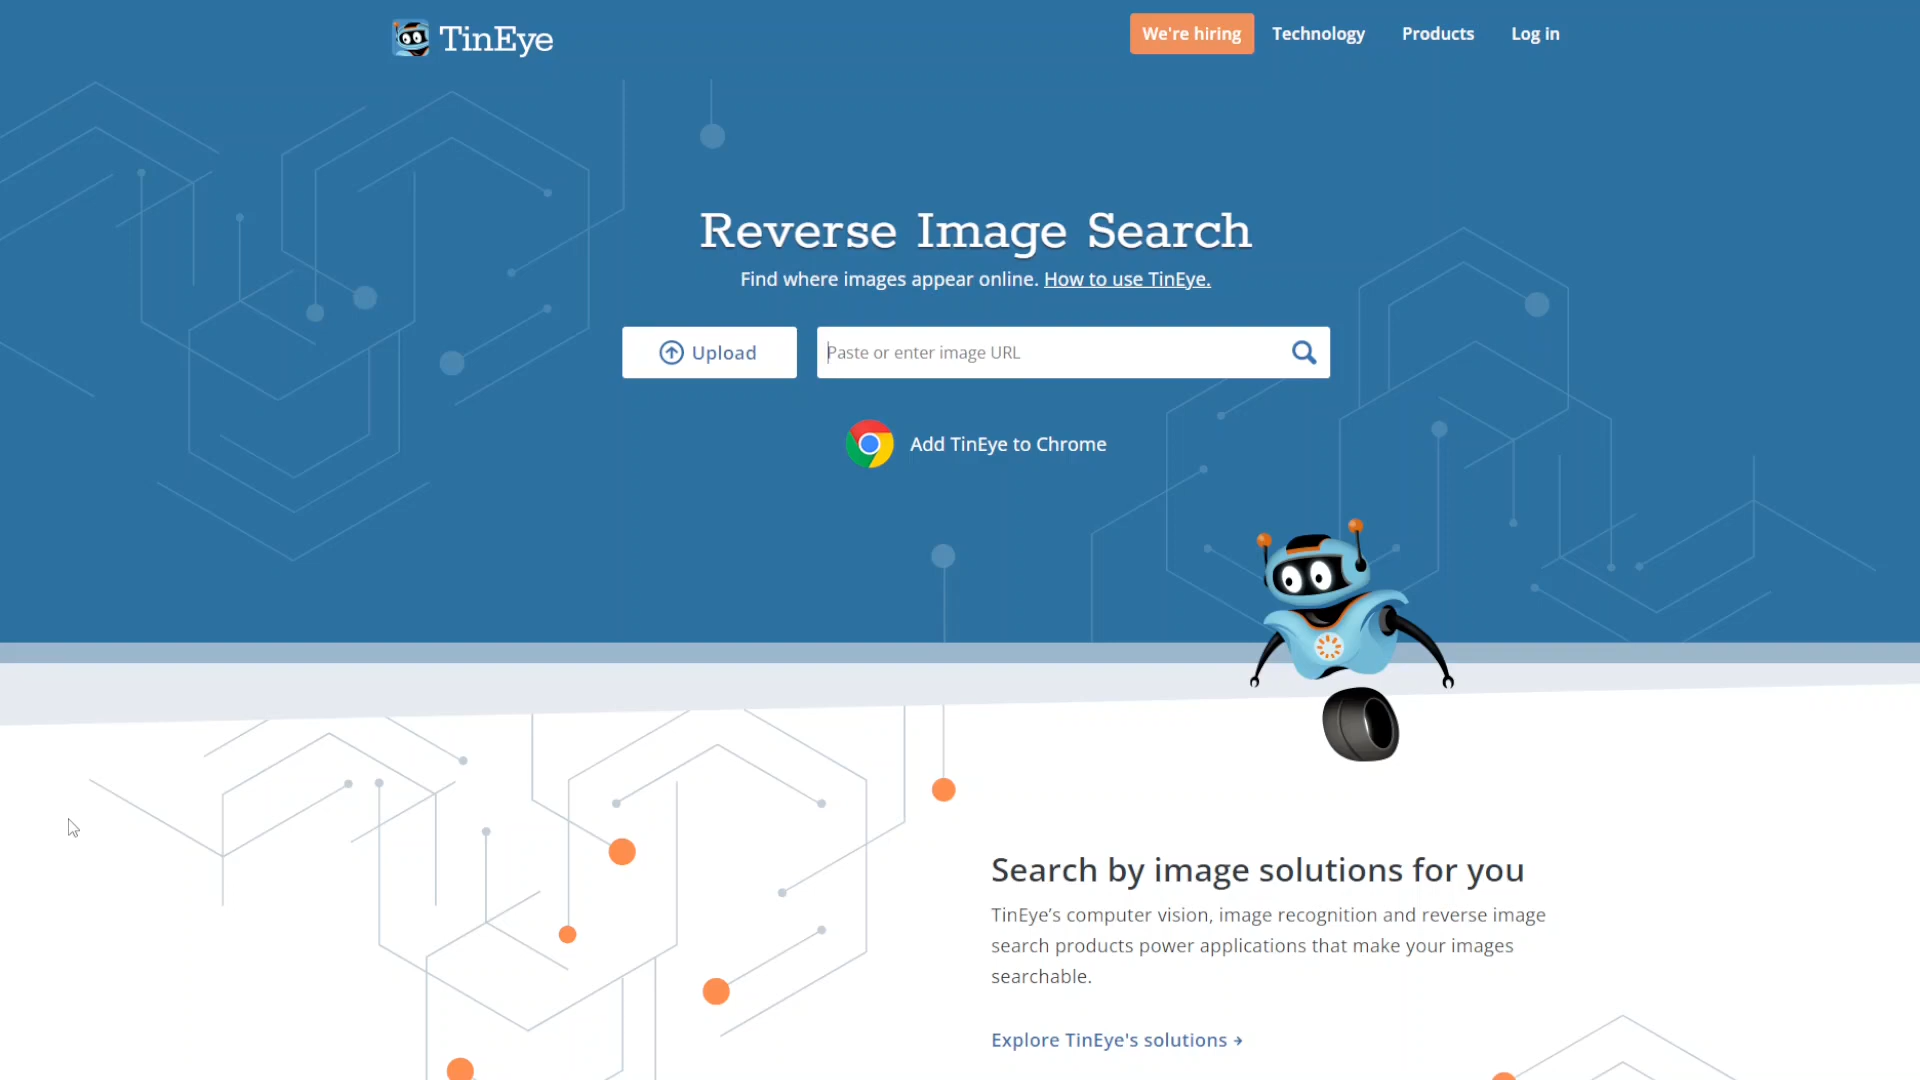 TinEye
We're hiring
Technology
Products
Log in
Reverse Image Search
Find where images appear online. How to use TinEye.
Upload
Paste or enter image URL
Add TinEye to Chrome
Search by image solutions for you
TinEye’s computer vision, image recognition and reverse image
search products power applications that make your images
searchable.
Explore TinEye's solutions →